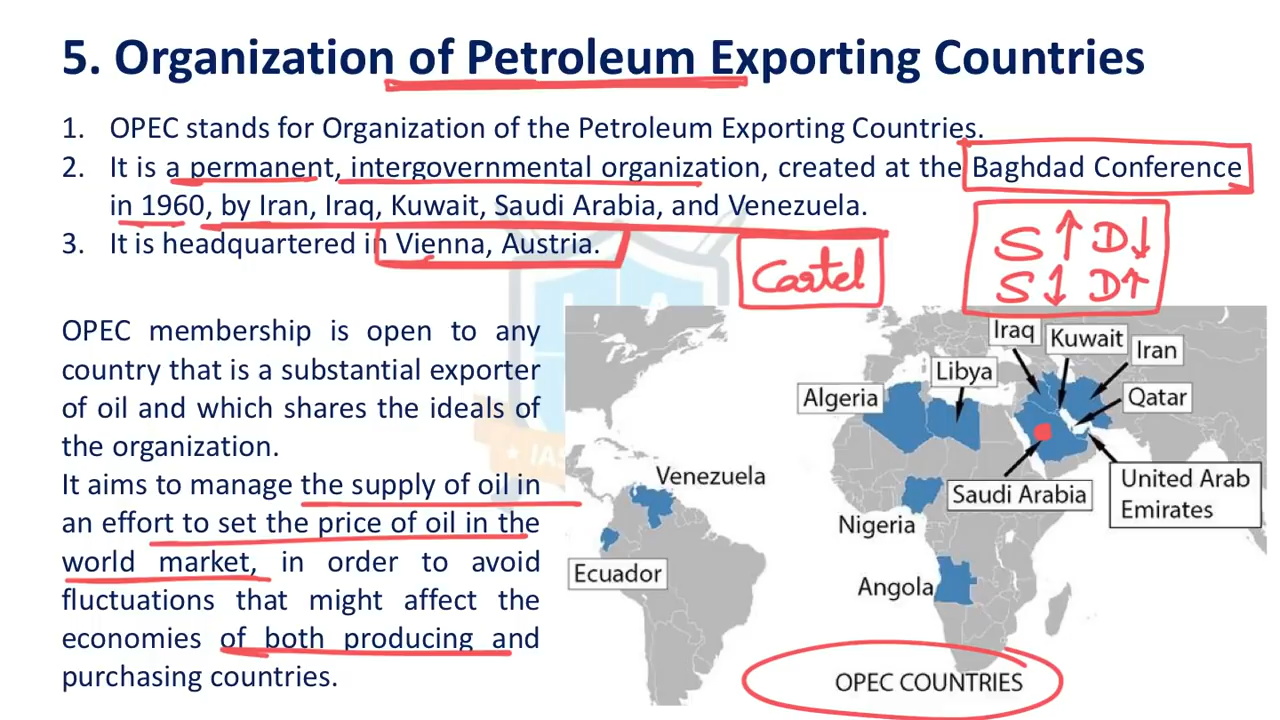 5. Organization of Petroleum Exporting Countries
1. OPEC stands for Organization of the Petroleum Exporting Countries.
2. It is a permanent, intergovernmental organization, created at the Baghdad Conference
in 1960, by Iran, Iraq, Kuwait, Saudi Arabia, and Venezuela.
3. It is headquartered in Vienna, Austria.
Cartel
S ↑ D ↓
S ↓ D ↑
OPEC membership is open to any
country that is a substantial exporter
of oil and which shares the ideals of
the organization.
It aims to manage the supply of oil in
an effort to set the price of oil in the
world market, in order to avoid
fluctuations that might affect the
economies of both producing and
purchasing countries.
Iraq
Kuwait
Iran
Libya
Algeria
Qatar
Venezuela
Saudi Arabia
United Arab
Emirates
Nigeria
Ecuador
Angola
OPEC COUNTRIES